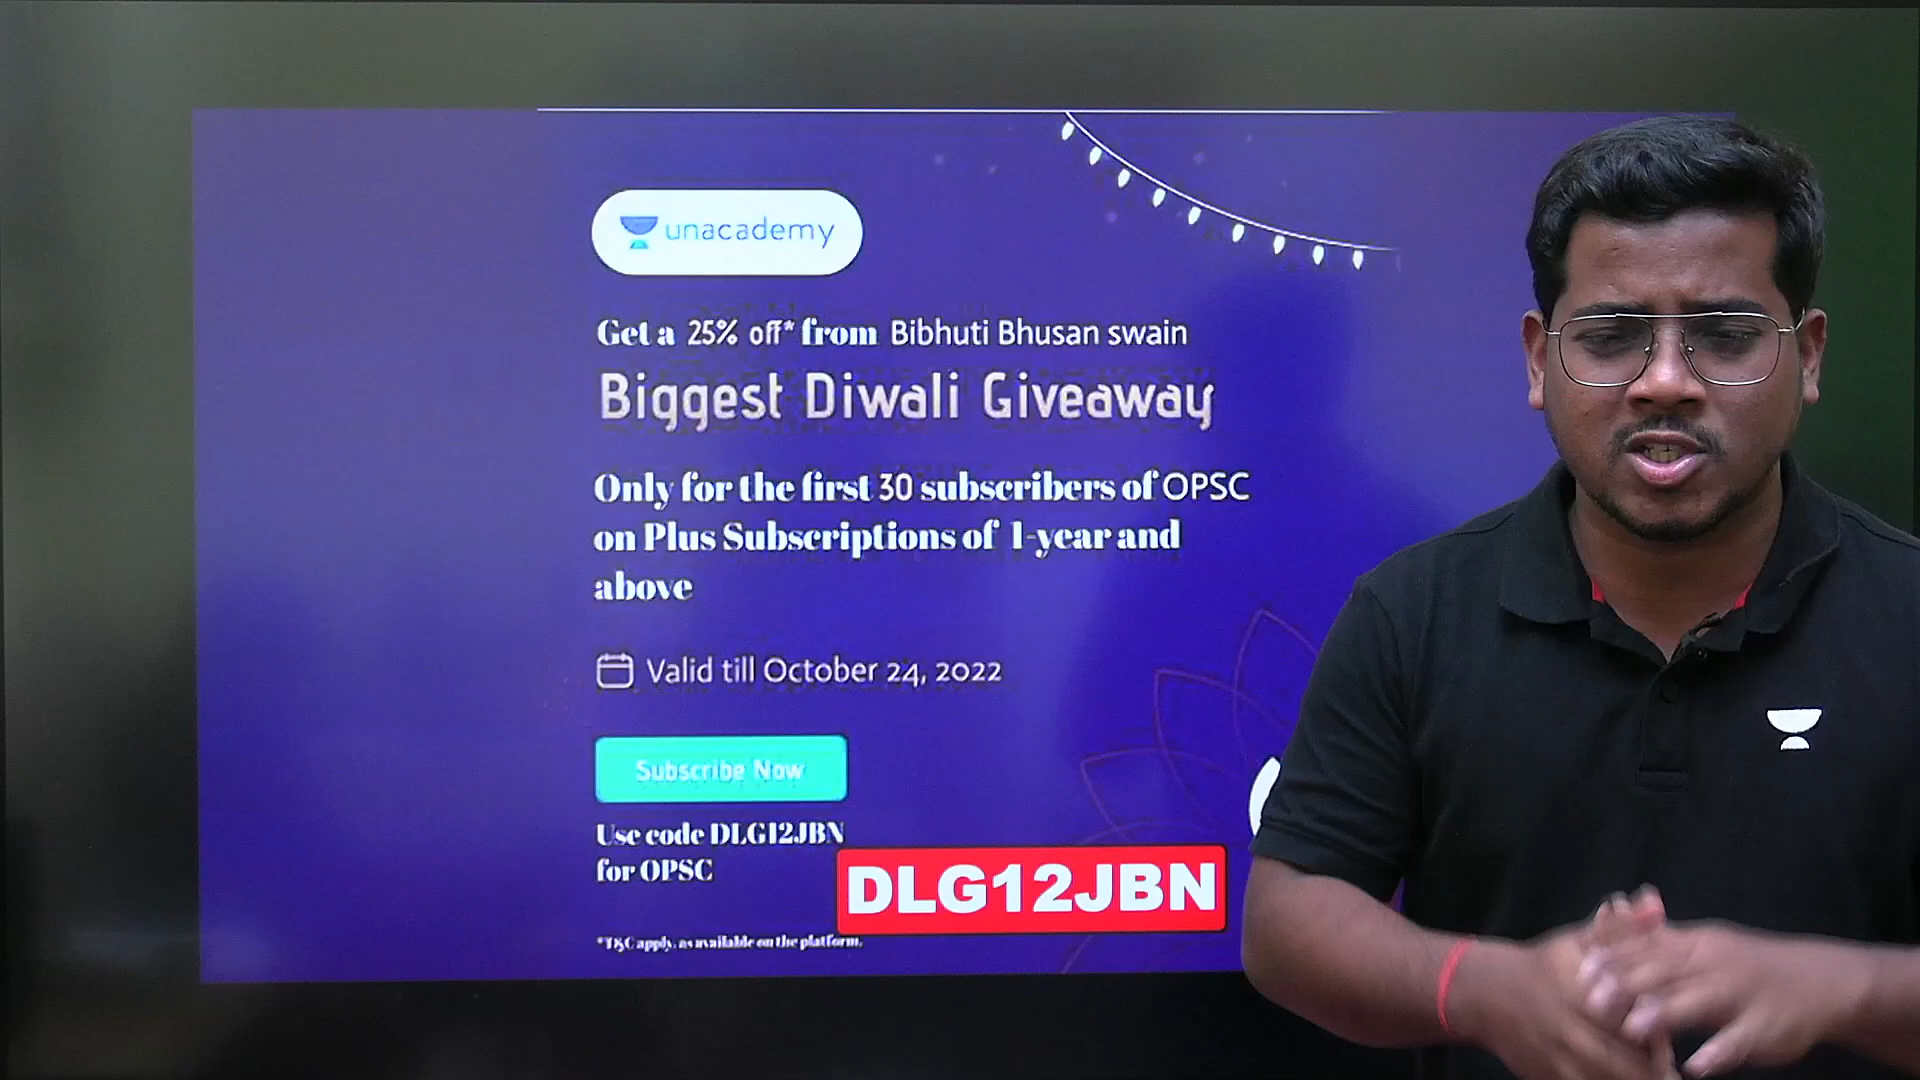 unacademy
Get a 25% off* from Bibhuti Bhusan swain
Biggest Diwali Giveaway
Only for the first 30 subscribers of OPSC
on Plus Subscriptions of 1-year and
above
Valid till October 24, 2022
Subscribe Now
Use code DLG12JBN
for OPSC
DLG12JBN
*T&C apply, as available on the platform.